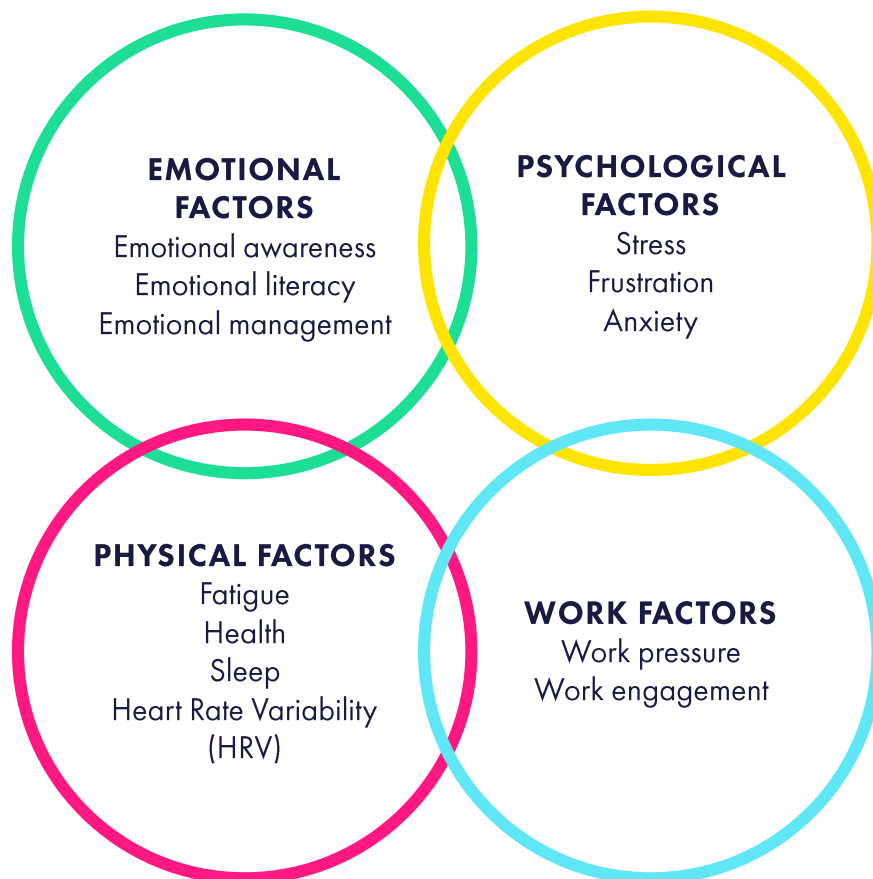 EMOTIONAL
FACTORS
Emotional awareness
Emotional literacy
Emotional management
PSYCHOLOGICAL
FACTORS
Stress
Frustration
Anxiety
PHYSICAL FACTORS
Fatigue
Health
Sleep
Heart Rate Variability
(HRV)
WORK FACTORS
Work pressure
Work engagement